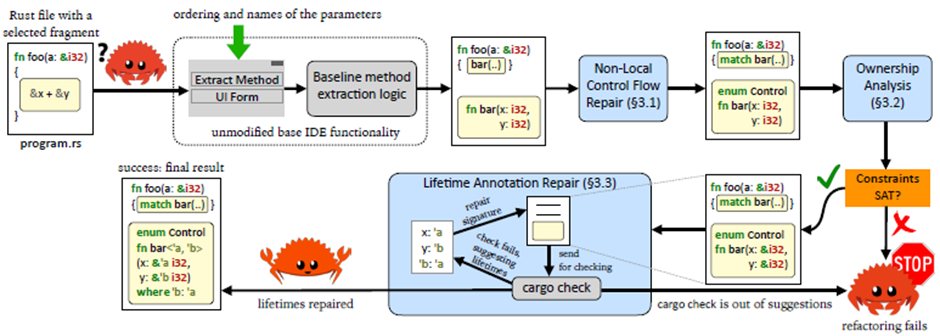 Rust file with a
selected fragment
fn foo(a: &i32)
{
&x + &y
}
program.rs
?
ordering and names of the parameters
Extract Method
UI Form
Baseline method
extraction logic
unmodified base IDE functionality
fn foo(a: &i32)
{ bar(..) }
fn bar(x: i32,
y: i32)
Non-Local
Control Flow
Repair (§3.1)
fn foo(a: &i32)
{ match bar(..) }
enum Control
fn bar(x: i32,
y: i32)
Ownership
Analysis
(§3.2)
Constraints
SAT?
fn foo(a: &i32)
{ match bar(..) }
enum Control
fn bar(x: &i32,
y: &i32)
STOP
refactoring fails
Lifetime Annotation Repair (§3.3)
repair
signature
x: 'a
y: 'b
'b: 'a
check fails,
suggesting
lifetimes
send
for checking
cargo check
cargo check is out of suggestions
lifetimes repaired
success: final result
fn foo(a: &i32)
{ match bar(..) }
enum Control
fn bar<'a, 'b>
(x: &'a i32,
y: &'b i32)
where 'b: 'a